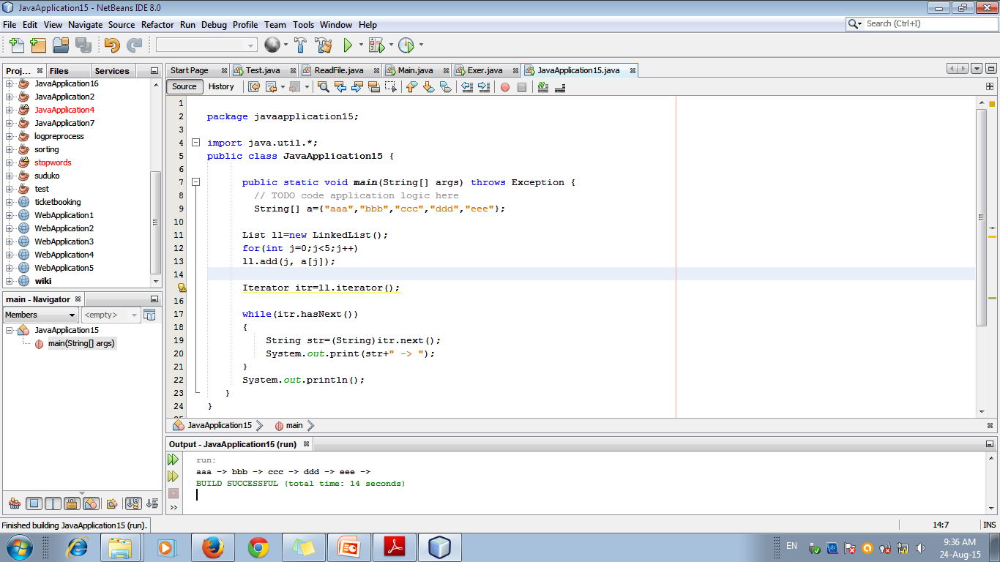 JavaApplication15 - NetBeans IDE 8.0
File Edit View Navigate Source Refactor Run Debug Profile Team Tools Window Help
Search (Ctrl+I)
Proj... Files Services
JavaApplication16
JavaApplication2
JavaApplication4
JavaApplication7
logpreprocess
sorting
stopwords
suduko
test
ticketbooking
WebApplication1
WebApplication2
WebApplication3
WebApplication4
WebApplication5
wiki
main - Navigator
Members <empty>
JavaApplication15
main(String[] args)
Start Page Test.java ReadFile.java Main.java Exer.java JavaApplication15.java
Source History
1
2 package javaapplication15;
3
4 import java.util.*;
5 public class JavaApplication15 {
6
7 public static void main(String[] args) throws Exception {
8 // TODO code application logic here
9 String[] a={"aaa","bbb","ccc","ddd","eee"};
10
11 List ll=new LinkedList();
12 for(int j=0;j<5;j++)
13 ll.add(j, a[j]);
14
Iterator itr=ll.iterator();
16
17 while(itr.hasNext())
18 {
19 String str=(String)itr.next();
20 System.out.print(str+" -> ");
21 }
22 System.out.println();
23 }
24 }
JavaApplication15 main
Output - JavaApplication15 (run)
run:
aaa -> bbb -> ccc -> ddd -> eee ->
BUILD SUCCESSFUL (total time: 14 seconds)
Finished building JavaApplication15 (run).
14:7 INS
EN
9:36 AM
24-Aug-15